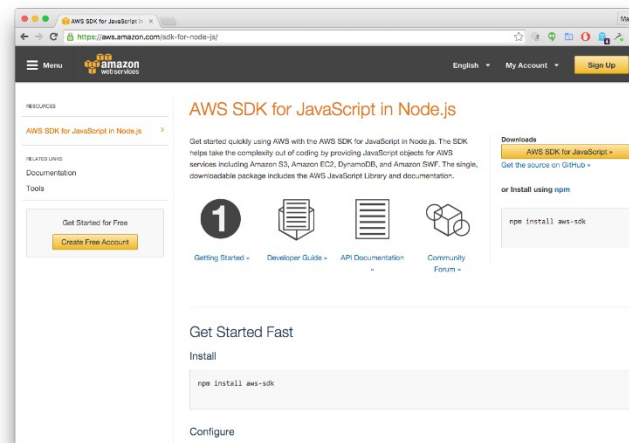 AWS SDK for JavaScript in
Ma
https://aws.amazon.com/sdk-for-node-js/
Menu
amazon
webservices
English
My Account
Sign Up
RESOURCES
AWS SDK for JavaScript in Node.js
RELATED LINKS
Documentation
Tools
Get Started for Free
Create Free Account
AWS SDK for JavaScript in Node.js
Get started quickly using AWS with the AWS SDK for JavaScript in Node.js. The SDK
helps take the complexity out of coding by providing JavaScript objects for AWS
services including Amazon S3, Amazon EC2, DynamoDB, and Amazon SWF. The single,
downloadable package includes the AWS JavaScript Library and documentation.
1
Getting Started »
Developer Guide »
API Documentation
»
Community
Forum »
Downloads
AWS SDK for JavaScript »
Get the source on GitHub »
or Install using npm
npm install aws-sdk
Get Started Fast
Install
npm install aws-sdk
Configure